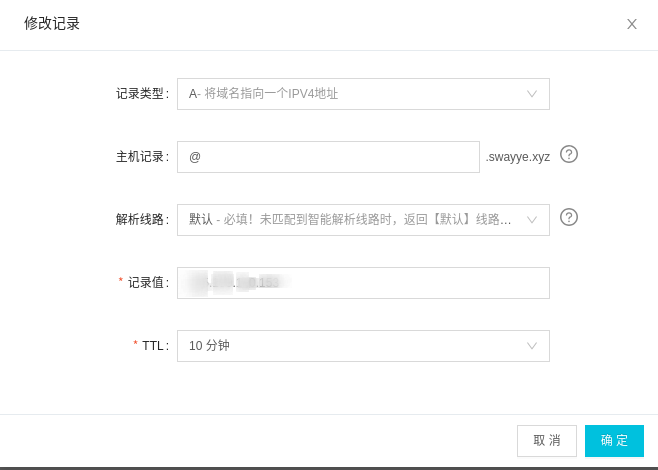 修改记录
记录类型: A- 将域名指向一个IPV4地址
主机记录: @ .swayye.xyz ?
解析线路: 默认 - 必填！未匹配到智能解析线路时，返回【默认】线路... ?
* 记录值:
* TTL: 10 分钟
取 消 确 定